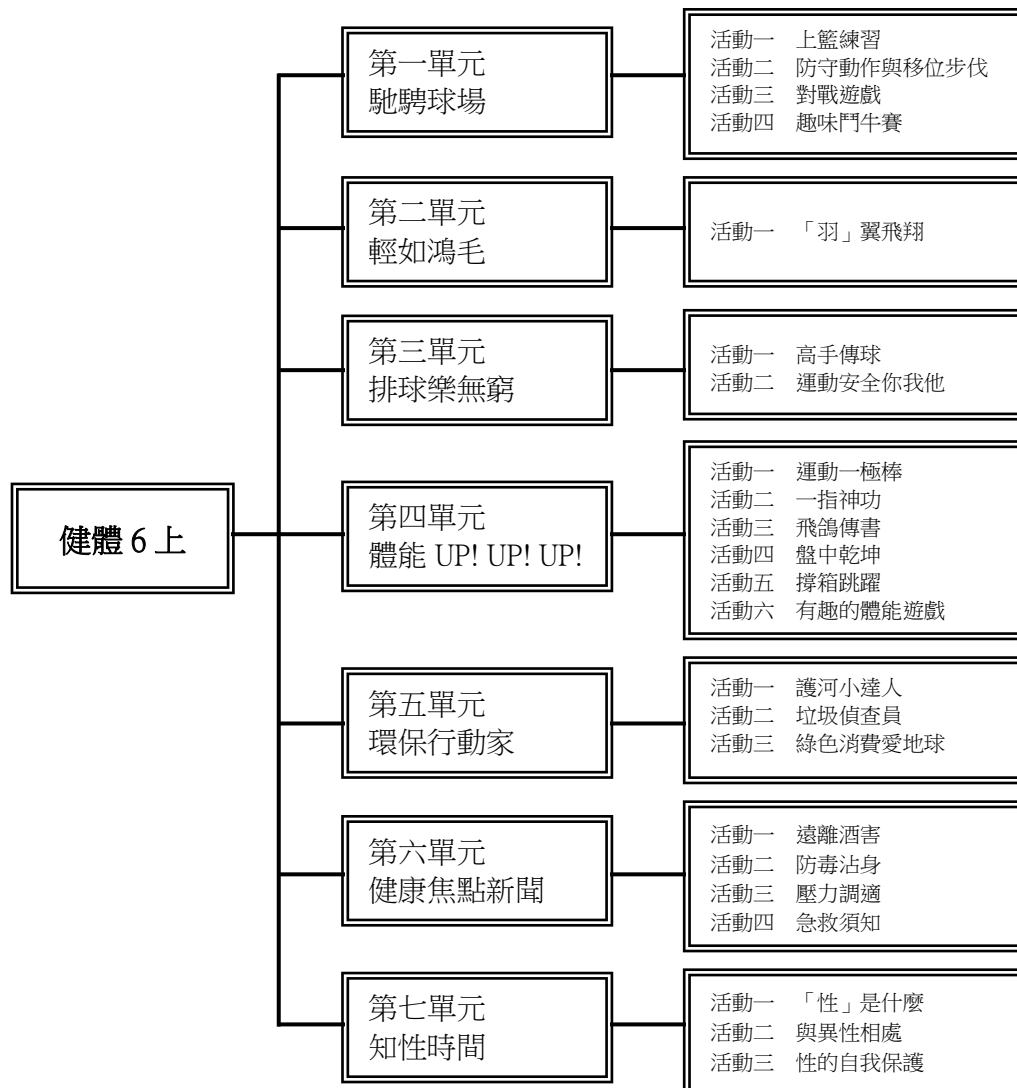 健體 6 上
第一單元
馳騁球場
活動一　上籃練習
活動二　防守動作與移位步伐
活動三　對戰遊戲
活動四　趣味鬥牛賽
第二單元
輕如鴻毛
活動一　「羽」翼飛翔
第三單元
排球樂無窮
活動一　高手傳球
活動二　運動安全你我他
第四單元
體能 UP! UP! UP!
活動一　運動一極棒
活動二　一指神功
活動三　飛鴿傳書
活動四　盤中乾坤
活動五　撐箱跳躍
活動六　有趣的體能遊戲
第五單元
環保行動家
活動一　護河小達人
活動二　垃圾偵查員
活動三　綠色消費愛地球
第六單元
健康焦點新聞
活動一　遠離酒害
活動二　防毒沾身
活動三　壓力調適
活動四　急救須知
第七單元
知性時間
活動一　「性」是什麼
活動二　與異性相處
活動三　性的自我保護